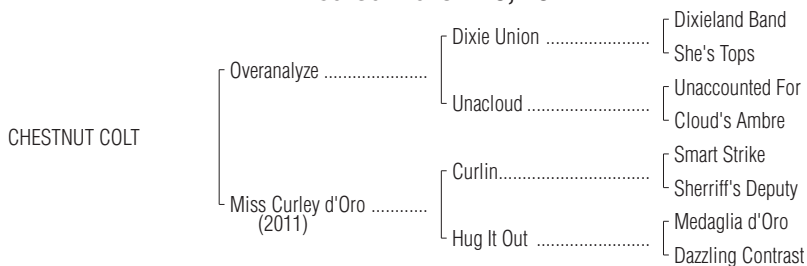 Dixieland Band
Dixie Union ......................
She's Tops
Overanalyze ......................
Unaccounted For
Unacloud ..........................
Cloud's Ambre
CHESTNUT COLT
Smart Strike
Curlin................................
Sherriff's Deputy
Miss Curley d'Oro ............
(2011)
Medaglia d'Oro
Hug It Out ........................
Dazzling Contrast